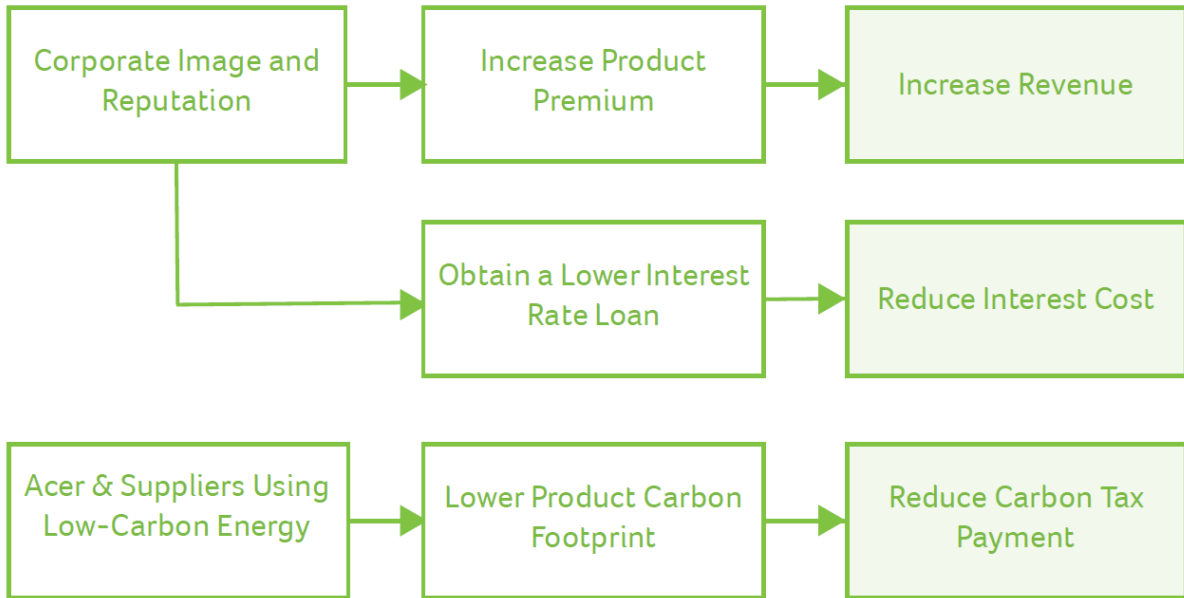 Corporate Image and
Reputation
Increase Product
Premium
Increase Revenue
Obtain a Lower Interest
Rate Loan
Reduce Interest Cost
Acer & Suppliers Using
Low-Carbon Energy
Lower Product Carbon
Footprint
Reduce Carbon Tax
Payment